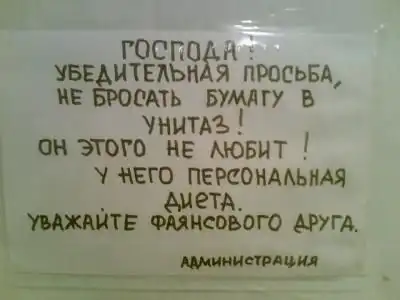 ГОСПОДА!
УБЕДИТЕЛЬНАЯ ПРОСЬБА,
НЕ БРОСАТЬ БУМАГУ В
УНИТАЗ!
ОН ЭТОГО НЕ ЛЮБИТ!
У НЕГО ПЕРСОНАЛЬНАЯ
ДИЕТА.
УВАЖАЙТЕ ФАЯНСОВОГО ДРУГА.
АДМИНИСТРАЦИЯ